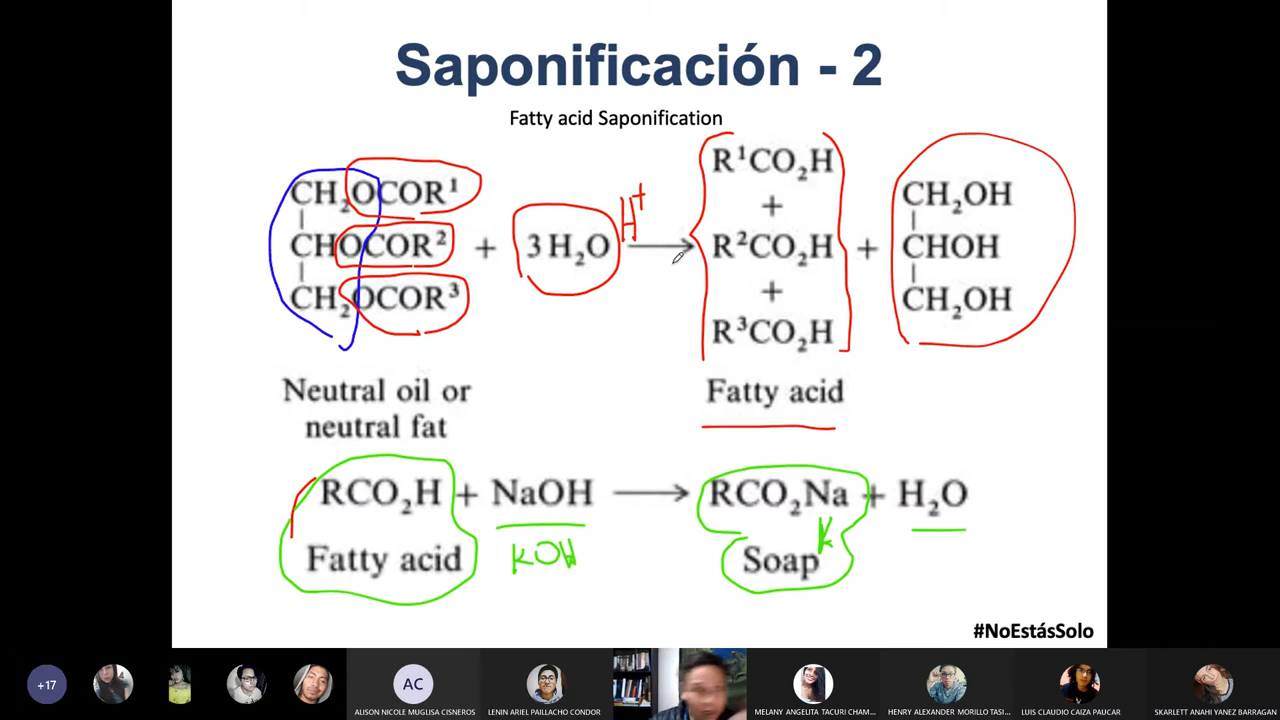 Saponificación - 2
Fatty acid Saponification
CH₂OCOR¹
CHOCOR²
CH₂OCOR³
+
3 H₂O
H⁺
⟶
R¹CO₂H
+
R²CO₂H
+
R³CO₂H
+
CH₂OH
CHOH
CH₂OH
Neutral oil or
neutral fat
Fatty acid
RCO₂H + NaOH ⟶ RCO₂Na + H₂O
KOH
K
Fatty acid
Soap
#NoEstásSolo
+17
AC
ALISON NICOLE MUGLISA CISNEROS
LENIN ARIEL PAILLACHO CONDOR
MELANY ANGELITA TACURI CHAM...
HENRY ALEXANDER MORILLO TASI...
LUIS CLAUDIO CAIZA PAUCAR
SKARLETT ANAHI YANEZ BARRAGAN